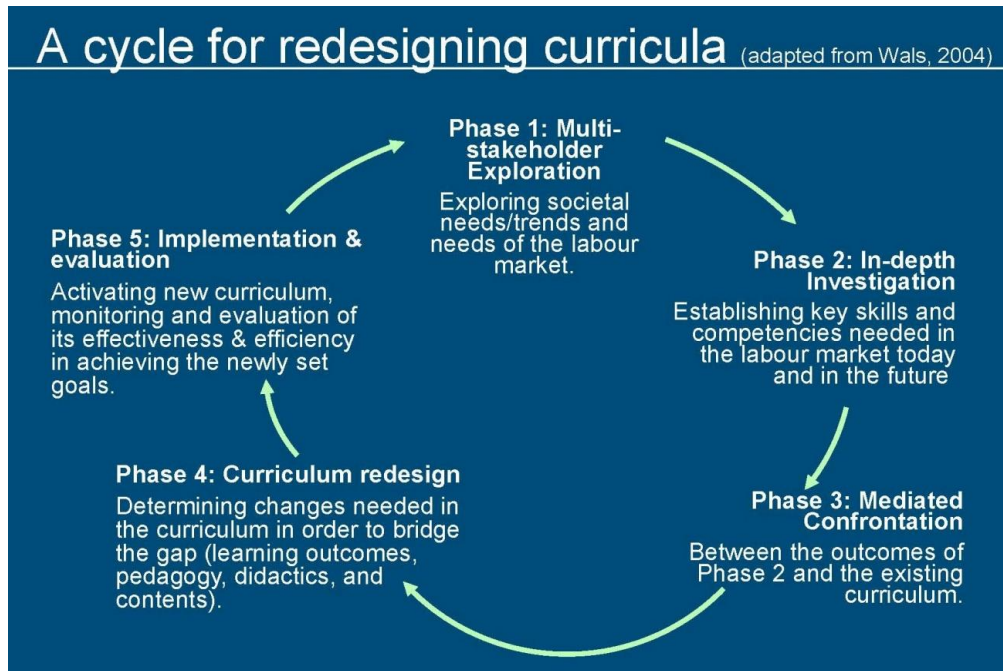 A cycle for redesigning curricula (adapted from Wals, 2004)
Phase 1: Multi-
stakeholder
Exploration
Exploring societal
needs/trends and
needs of the labour
market.
Phase 2: In-depth
Investigation
Establishing key skills and
competencies needed in
the labour market today
and in the future
Phase 3: Mediated
Confrontation
Between the outcomes of
Phase 2 and the existing
curriculum.
Phase 4: Curriculum redesign
Determining changes needed in
the curriculum in order to bridge
the gap (learning outcomes,
pedagogy, didactics, and
contents).
Phase 5: Implementation &
evaluation
Activating new curriculum,
monitoring and evaluation of
its effectiveness & efficiency
in achieving the newly set
goals.